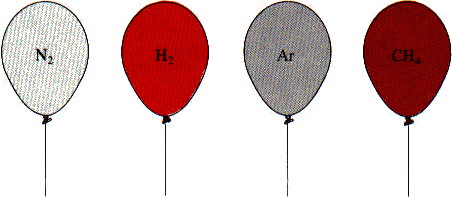 N₂ H₂ Ar CH₄